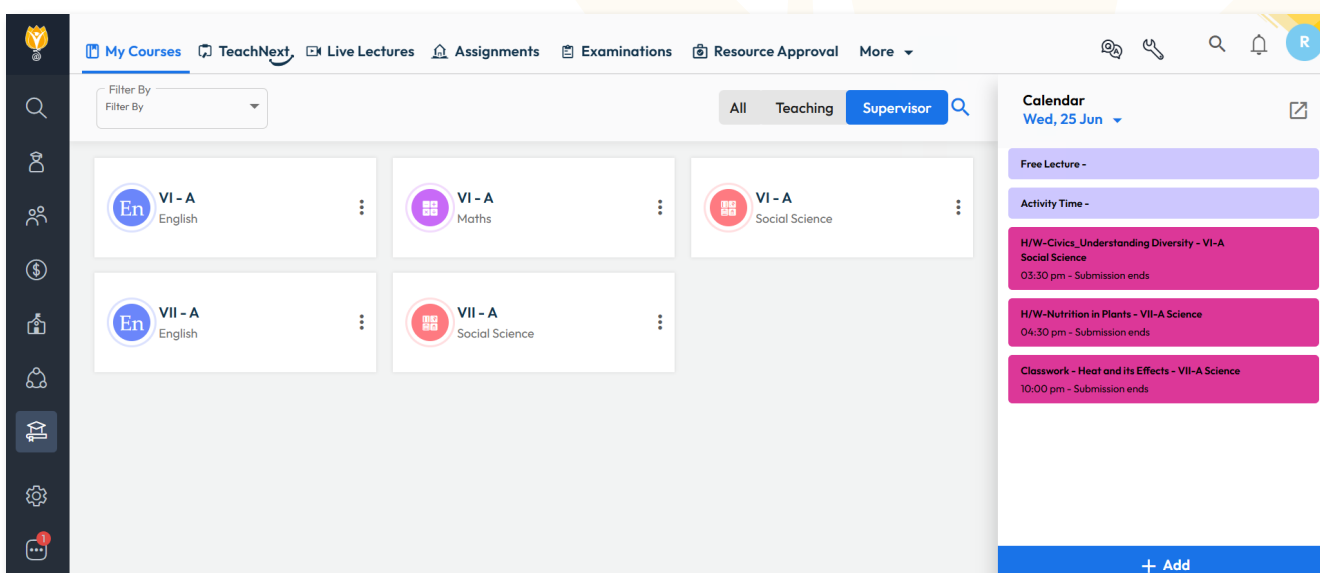 My Courses TeachNext Live Lectures Assignments Examinations Resource Approval More R
Filter By
Filter By
All Teaching Supervisor
Calendar
Wed, 25 Jun
En VI - A
English
VI - A
Maths
VI - A
Social Science
En VII - A
English
VII - A
Social Science
Free Lecture -
Activity Time -
H/W-Civics_Understanding Diversity - VI-A
Social Science
03:30 pm - Submission ends
H/W-Nutrition in Plants - VII-A Science
04:30 pm - Submission ends
Classwork - Heat and its Effects - VII-A Science
10:00 pm - Submission ends
1
+ Add